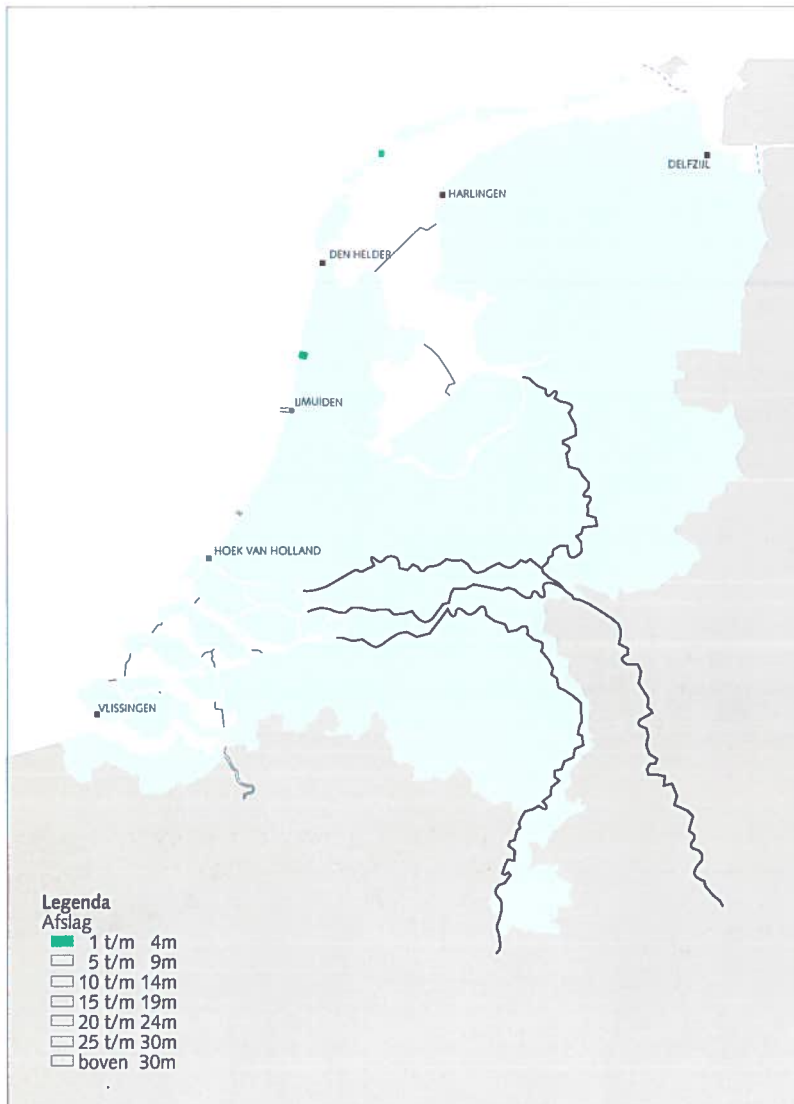 DELFZIJL
HARLINGEN
DEN HELDER
IJMUIDEN
HOEK VAN HOLLAND
VLISSINGEN
Legenda
Afslag
1 t/m 4m
5 t/m 9m
10 t/m 14m
15 t/m 19m
20 t/m 24m
25 t/m 30m
boven 30m